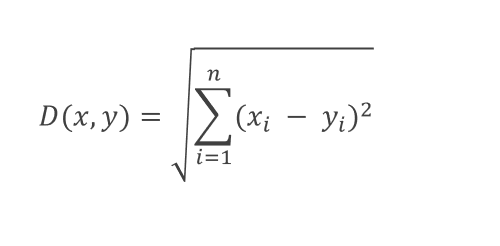 D(x, y) = √(∑_{i=1}^{n} (x_i − y_i)²)